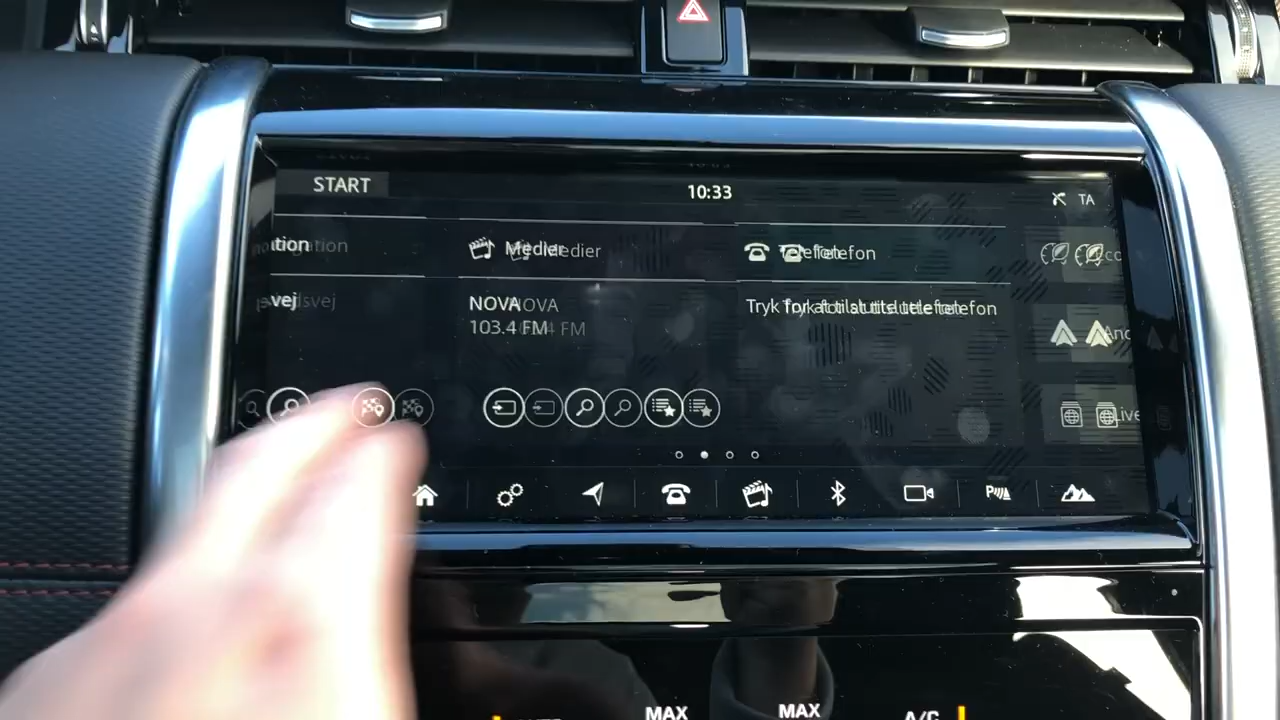 START
10:33
TA
Medier
Telefon
NOVA
103.4 FM
Tryk for at tilslutte telefon
MAX
MAX
A/C